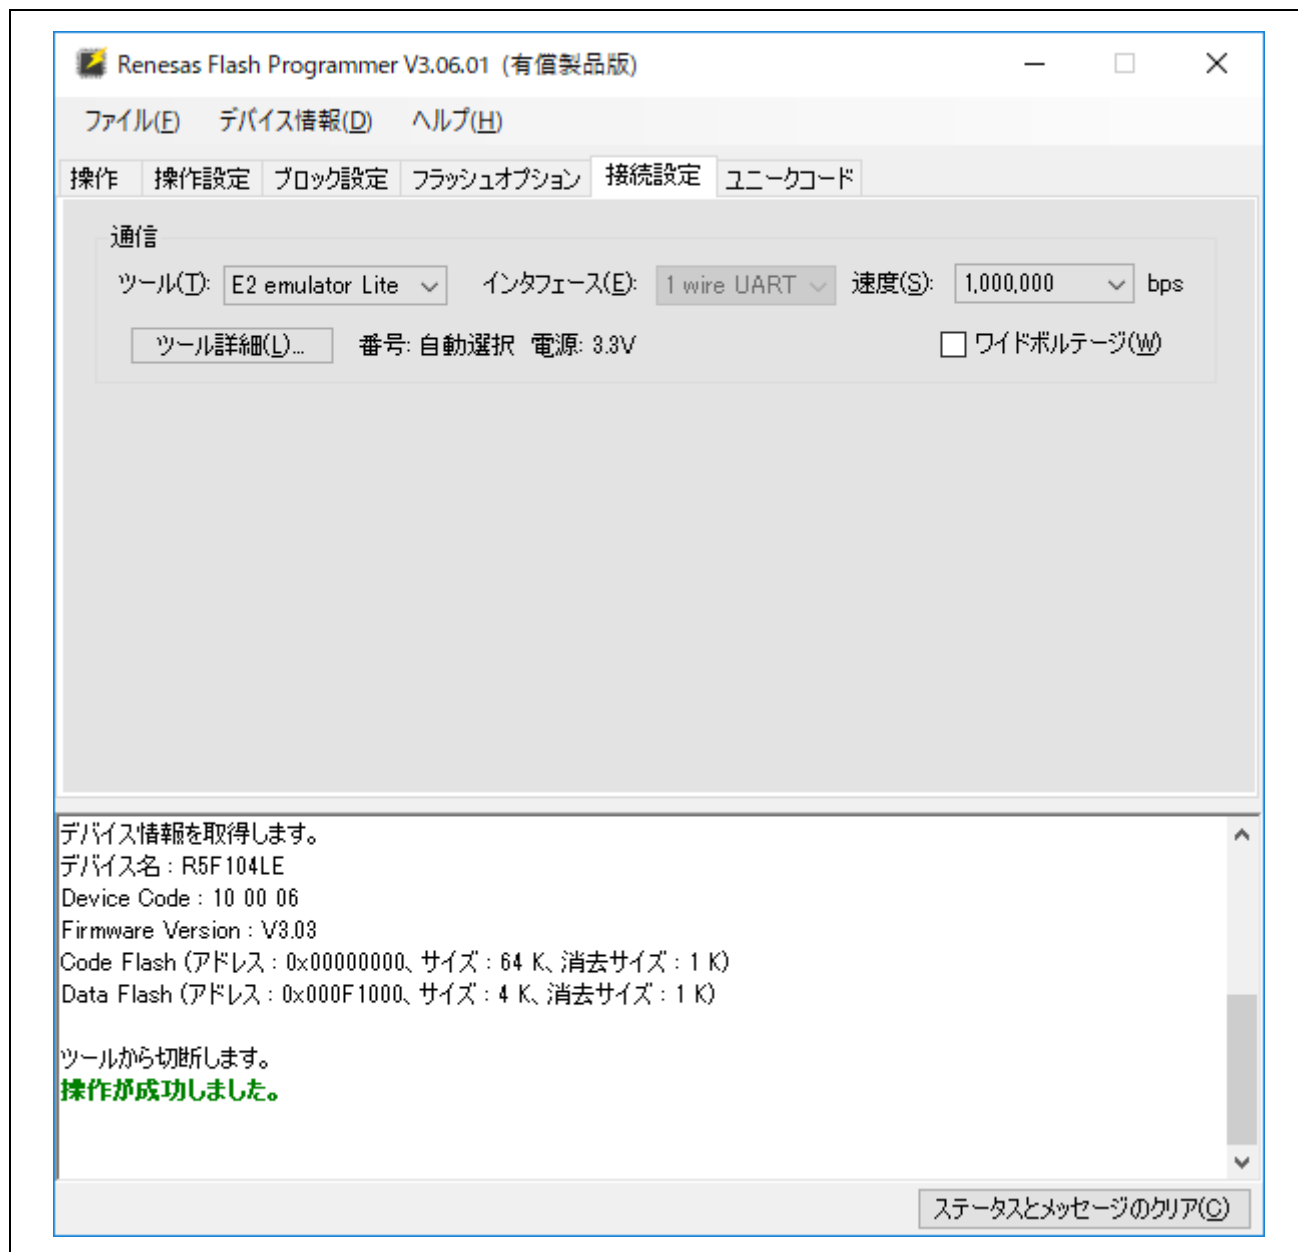 Renesas Flash Programmer V3.06.01 (有償製品版)
ファイル(F) デバイス情報(D) ヘルプ(H)
操作 操作設定 ブロック設定 フラッシュオプション 接続設定 ユニークコード
通信
ツール(T): E2 emulator Lite インタフェース(E): 1 wire UART 速度(S): 1,000,000 bps
ツール詳細(L)... 番号: 自動選択 電源: 3.3V ワイドボルテージ(W)
デバイス情報を取得します。
デバイス名 : R5F104LE
Device Code : 10 00 06
Firmware Version : V3.03
Code Flash (アドレス : 0x00000000、サイズ : 64 K、消去サイズ : 1 K)
Data Flash (アドレス : 0x000F1000、サイズ : 4 K、消去サイズ : 1 K)
ツールから切断します。
操作が成功しました。
ステータスとメッセージのクリア(C)